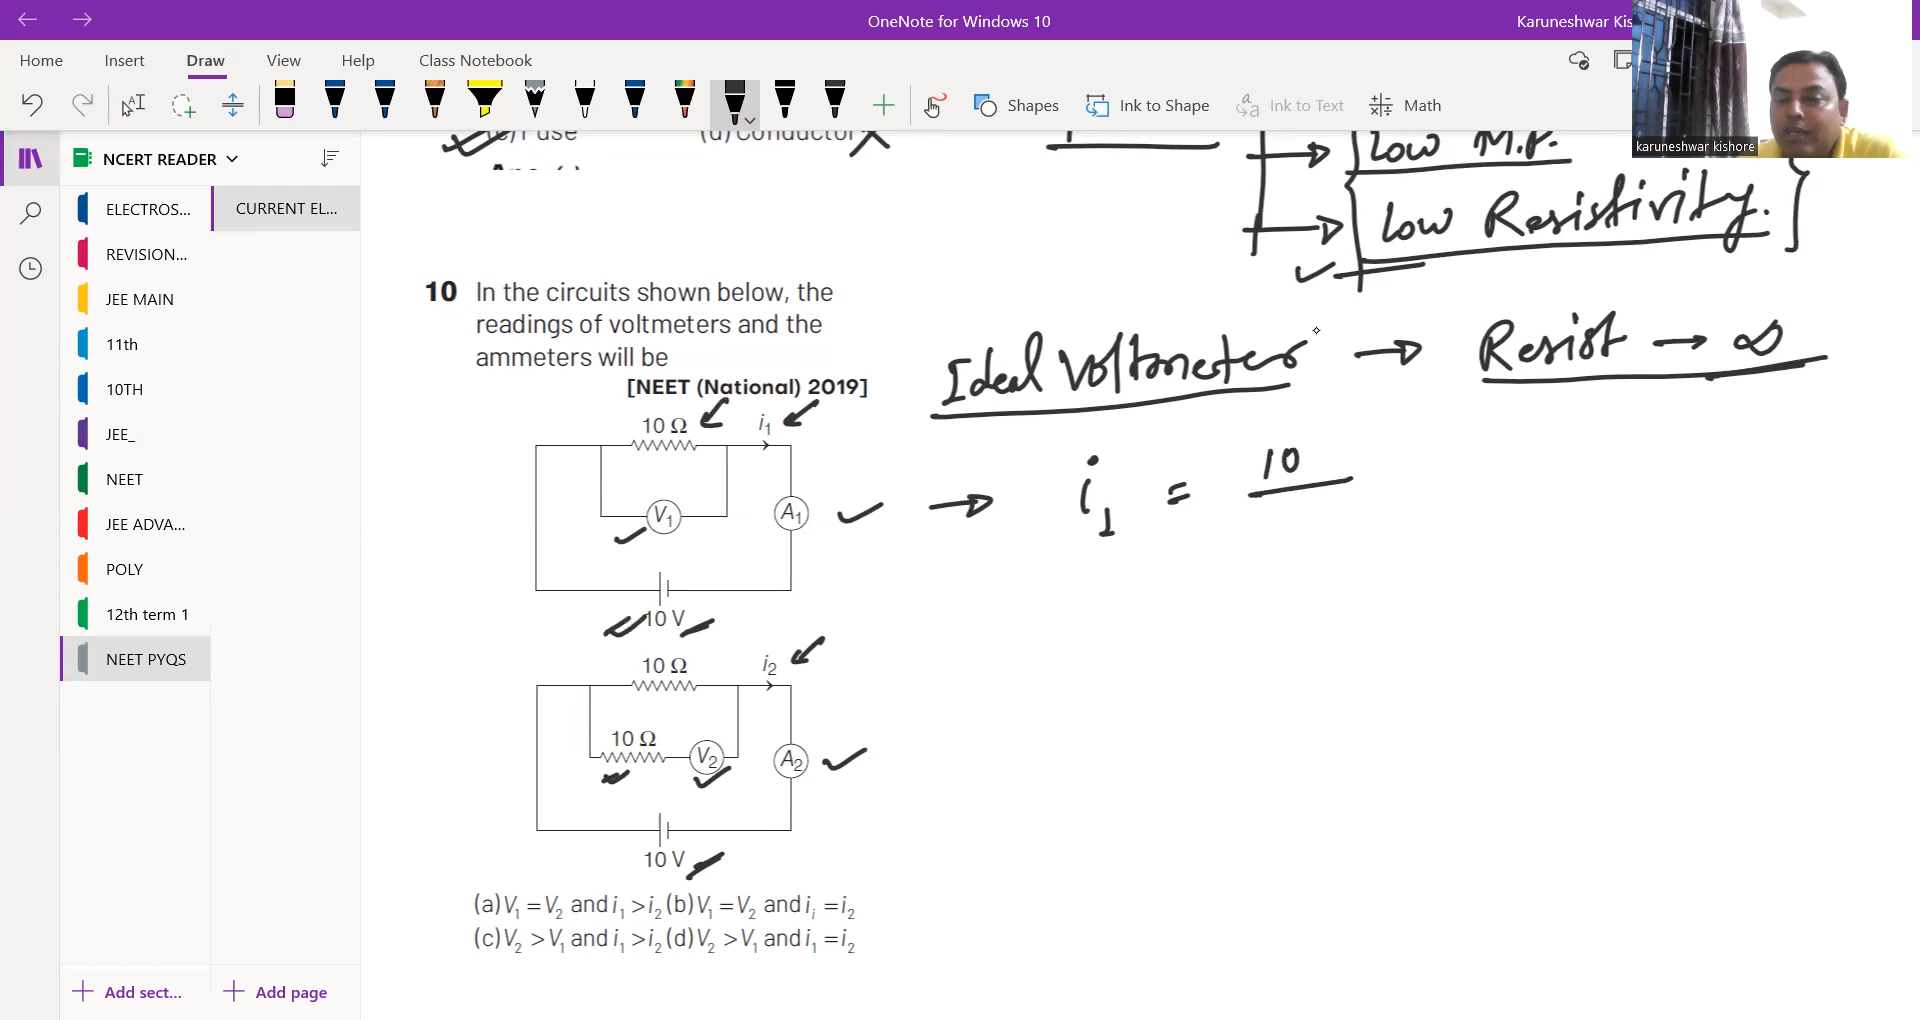 OneNote for Windows 10
Karuneshwar Kis
Home Insert Draw View Help Class Notebook
Shapes Ink to Shape Ink to Text Math
karuneshwar kishore
NCERT READER
ELECTROS...
REVISION...
JEE MAIN
11th
10TH
JEE_
NEET
JEE ADVA...
POLY
12th term 1
NEET PYQS
Add sect...
CURRENT EL...
Add page
(d) Conductor
Low M.P.
Low Resistivity.
10 In the circuits shown below, the
readings of voltmeters and the
ammeters will be
[NEET (National) 2019]
10 Ω i₁
V₁ A₁
10 V
10 Ω i₂
10 Ω V₂ A₂
10 V
(a) V₁ = V₂ and i₁ > i₂ (b) V₁ = V₂ and iᵢ = i₂
(c) V₂ > V₁ and i₁ > i₂ (d) V₂ > V₁ and i₁ = i₂
Ideal Voltmeter → Resist → ∞
→ i₁ = 10